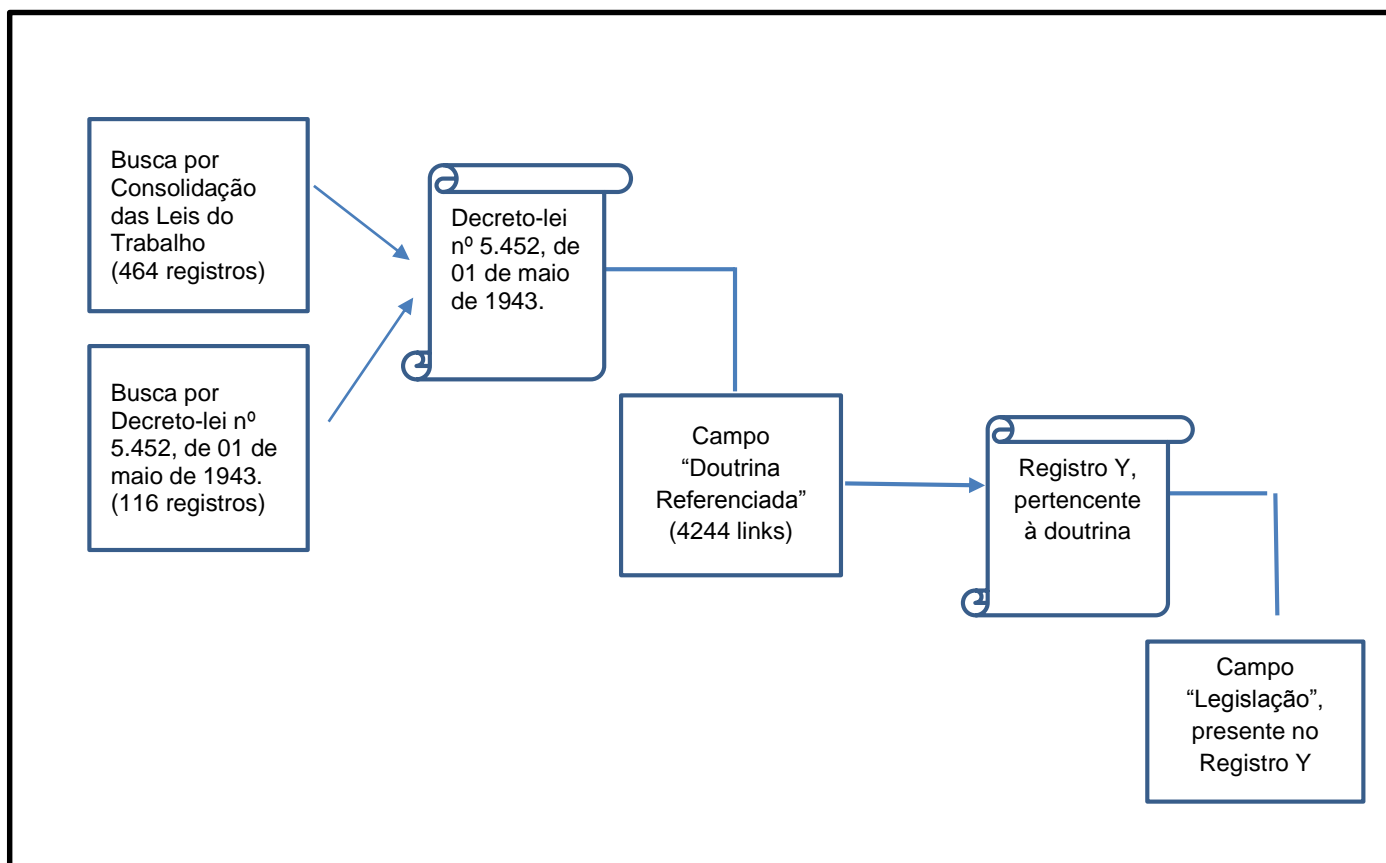 Busca por
Consolidação
das Leis do
Trabalho
(464 registros)
Busca por
Decreto-lei nº
5.452, de 01 de
maio de 1943.
(116 registros)
Decreto-lei
nº 5.452, de
01 de maio
de 1943.
Campo
“Doutrina
Referenciada”
(4244 links)
Registro Y,
pertencente
à doutrina
Campo
“Legislação”,
presente no
Registro Y